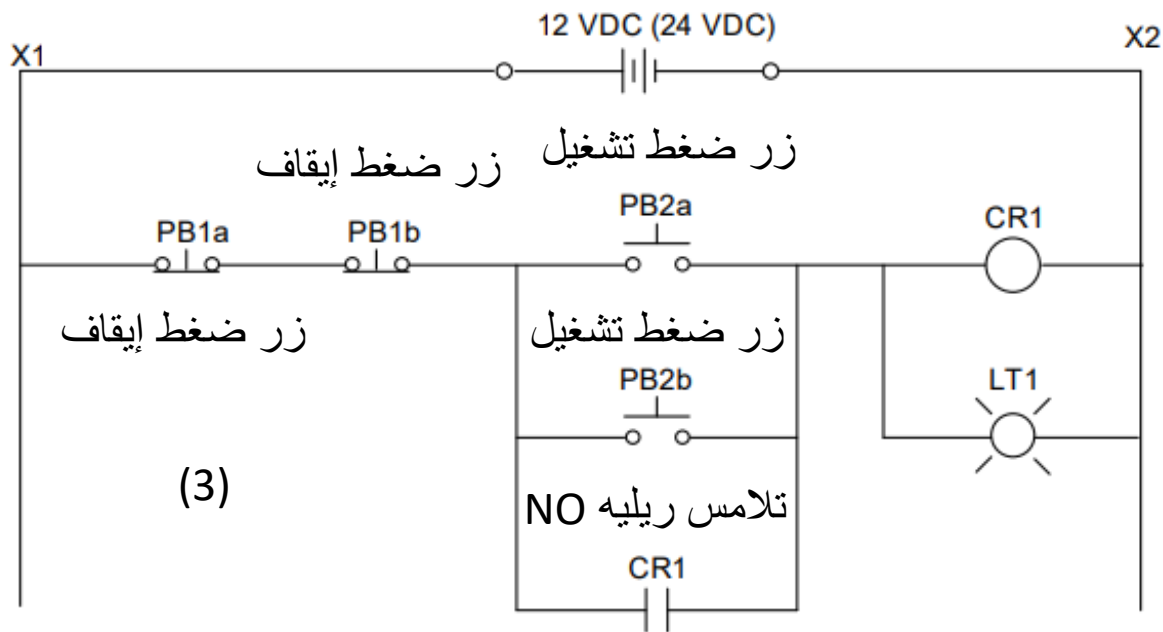 12 VDC (24 VDC)
X1
X2
زر ضغط تشغيل
زر ضغط إيقاف
PB2a
CR1
PB1a
PB1b
زر ضغط تشغيل
زر ضغط إيقاف
PB2b
LT1
(3)
تلامس ريليه NO
CR1